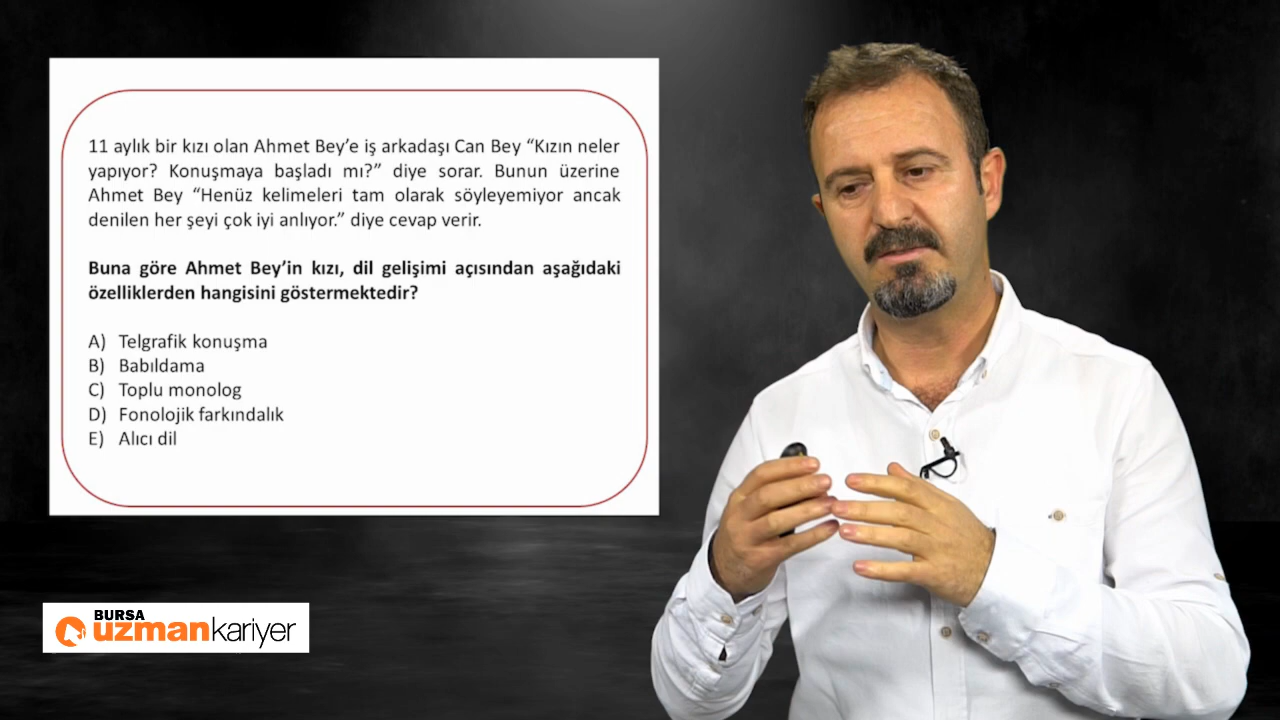 11 aylık bir kızı olan Ahmet Bey’e iş arkadaşı Can Bey “Kızın neler
yapıyor? Konuşmaya başladı mı?” diye sorar. Bunun üzerine
Ahmet Bey “Henüz kelimeleri tam olarak söyleyemiyor ancak
denilen her şeyi çok iyi anlıyor.” diye cevap verir.
Buna göre Ahmet Bey’in kızı, dil gelişimi açısından aşağıdaki
özelliklerden hangisini göstermektedir?
A) Telgrafik konuşma
B) Babıldama
C) Toplu monolog
D) Fonolojik farkındalık
E) Alıcı dil
BURSA
uzmankariyer